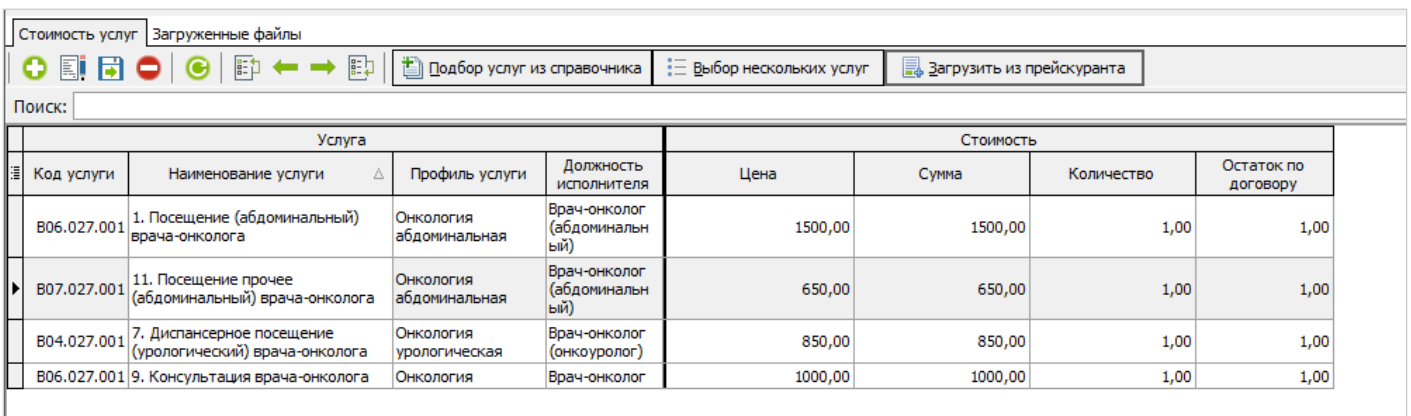 Стоимость услуг Загруженные файлы
Подбор услуг из справочника Выбор нескольких услуг Загрузить из прейскуранта
Поиск:
Услуга Стоимость
Код услуги Наименование услуги Профиль услуги Должность исполнителя Цена Сумма Количество Остаток по договору
B06.027.001 1. Посещение (абдоминальный) врача-онколога Онкология абдоминальная Врач-онколог (абдоминальн ый) 1500,00 1500,00 1,00 1,00
B07.027.001 11. Посещение прочее (абдоминальный) врача-онколога Онкология абдоминальная Врач-онколог (абдоминальн ый) 650,00 650,00 1,00 1,00
B04.027.001 7. Диспансерное посещение (урологический) врача-онколога Онкология урологическая Врач-онколог (онкоуролог) 850,00 850,00 1,00 1,00
B06.027.001 9. Консультация врача-онколога Онкология Врач-онколог 1000,00 1000,00 1,00 1,00